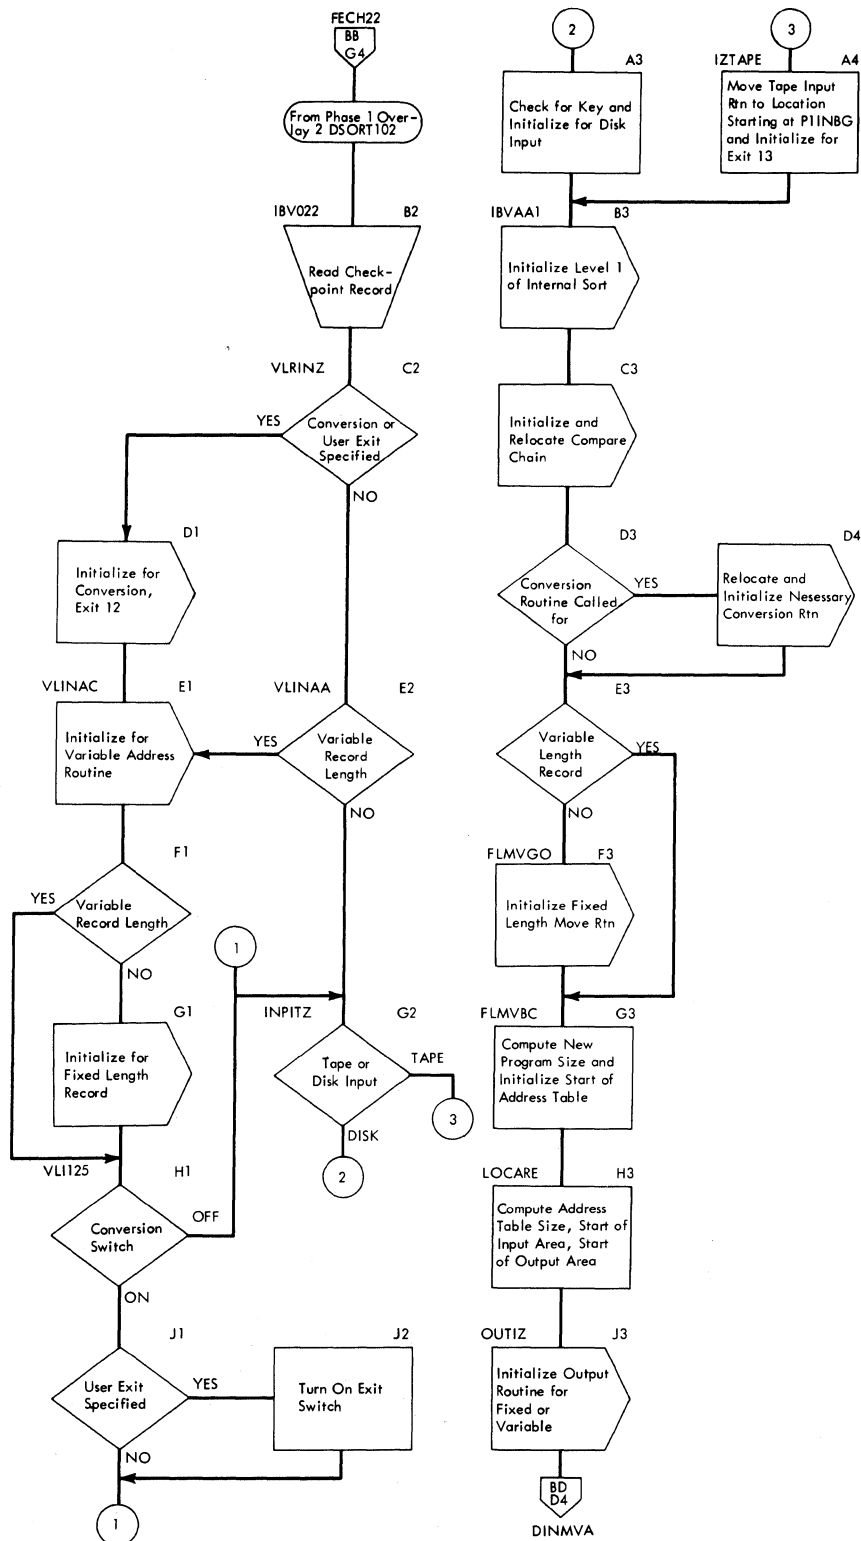 FECH22
BB
G4
From Phase 1 Over-
lay 2 DSORT102
IBV022
B2
Read Check-
point Record
VLRINZ
C2
Conversion or
User Exit
Specified
YES
NO
D1
Initialize for
Conversion,
Exit 12
VLINAC
E1
Initialize for
Variable Address
Routine
VLINAA
E2
Variable
Record
Length
YES
NO
F1
Variable
Record Length
YES
NO
G1
Initialize for
Fixed Length
Record
1
INPITZ
G2
Tape or
Disk Input
TAPE
3
DISK
2
VLI125
H1
Conversion
Switch
OFF
ON
J1
User Exit
Specified
YES
NO
J2
Turn On Exit
Switch
1
2
A3
Check for Key and
Initialize for Disk
Input
3
IZTAPE
A4
Move Tape Input
Rtn to Location
Starting at P1INBG
and Initialize for
Exit 13
IBVAA1
B3
Initialize Level 1
of Internal Sort
C3
Initialize and
Relocate Compare
Chain
D3
Conversion
Routine Called
for
YES
NO
D4
Relocate and
Initialize Nesessary
Conversion Rtn
E3
Variable
Length
Record
YES
NO
FLMVGO
F3
Initialize Fixed
Length Move Rtn
FLMVBC
G3
Compute New
Program Size and
Initialize Start of
Address Table
LOCARE
H3
Compute Address
Table Size, Start of
Input Area, Start
of Output Area
OUTIZ
J3
Initialize Output
Routine for
Fixed or
Variable
BD
D4
DINMVA